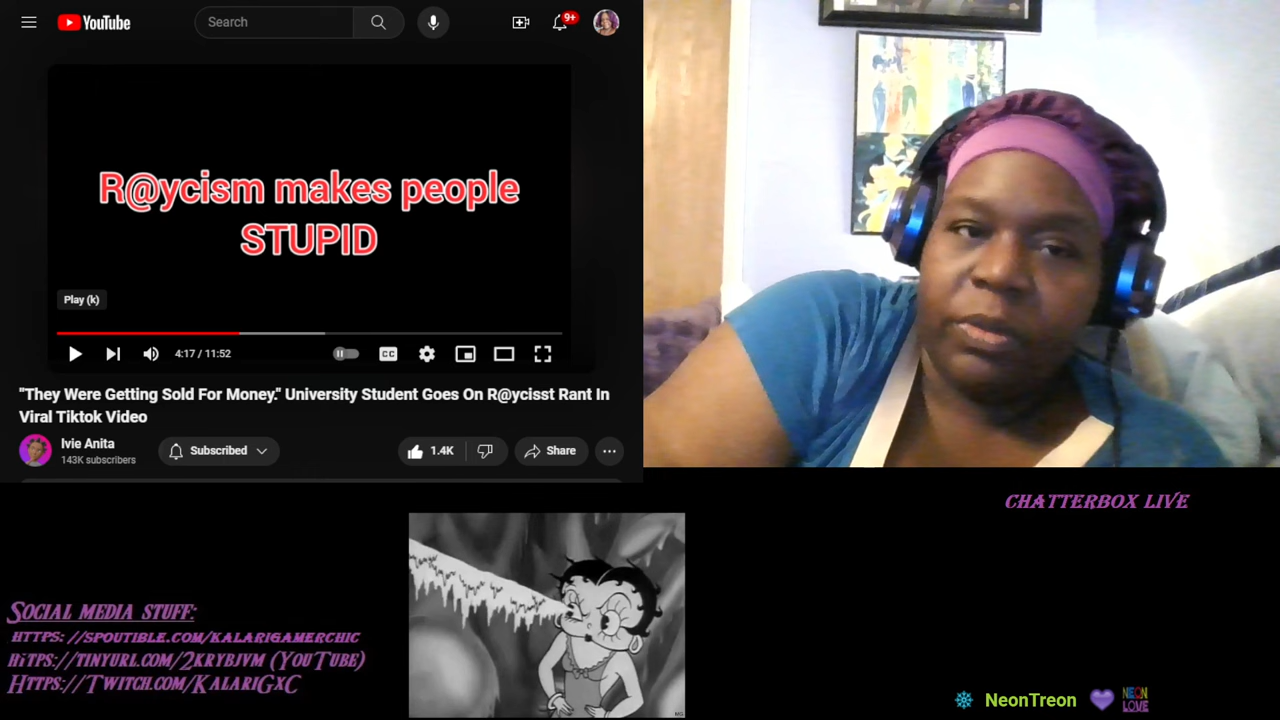 YouTube
Search
9+
R@ycism makes people
STUPID
Play (k)
4:17 / 11:52
CC
"They Were Getting Sold For Money." University Student Goes On R@ycisst Rant In
Viral Tiktok Video
Ivie Anita
143K subscribers
Subscribed
1.4K
Share
CHATTERBOX LIVE
SOCIAL MEDIA STUFF:
HTTPS://SPOUTIBLE.COM/KALARIGAMERCHIC
HTTPS://TINYURL.COM/2KRYBJVM (YOUTUBE)
HTTPS://TWITCH.COM/KALARIGXC
NeonTreon
NEON
LOVE